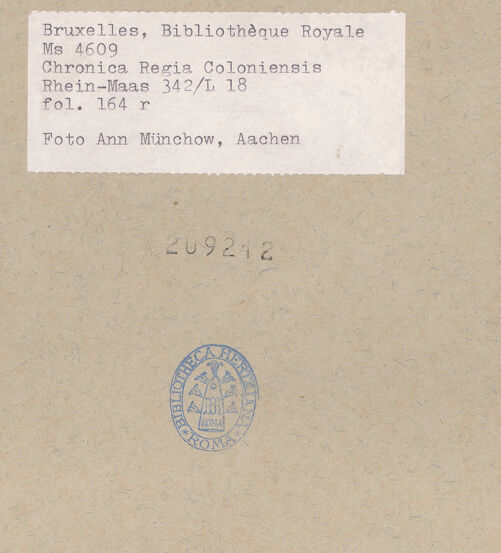 Bruxelles, Bibliothèque Royale
Ms 4609
Chronica Regia Coloniensis
Rhein-Maas 342/L 18
fol. 164 r
Foto Ann Münchow, Aachen
209212
BIBLIOTHECA HERTZIANA
ROMA
* ROMA *